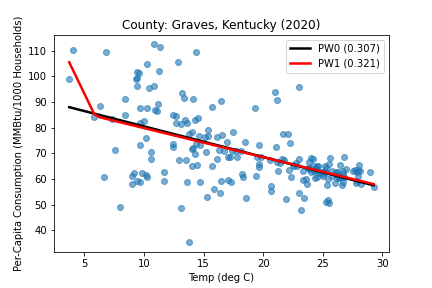 County: Graves, Kentucky (2020)
Per-Capita Consumption (MMBtu/1000 Households)
110
100
90
80
70
60
50
40
PW0 (0.307)
PW1 (0.321)
5 10 15 20 25 30
Temp (deg C)